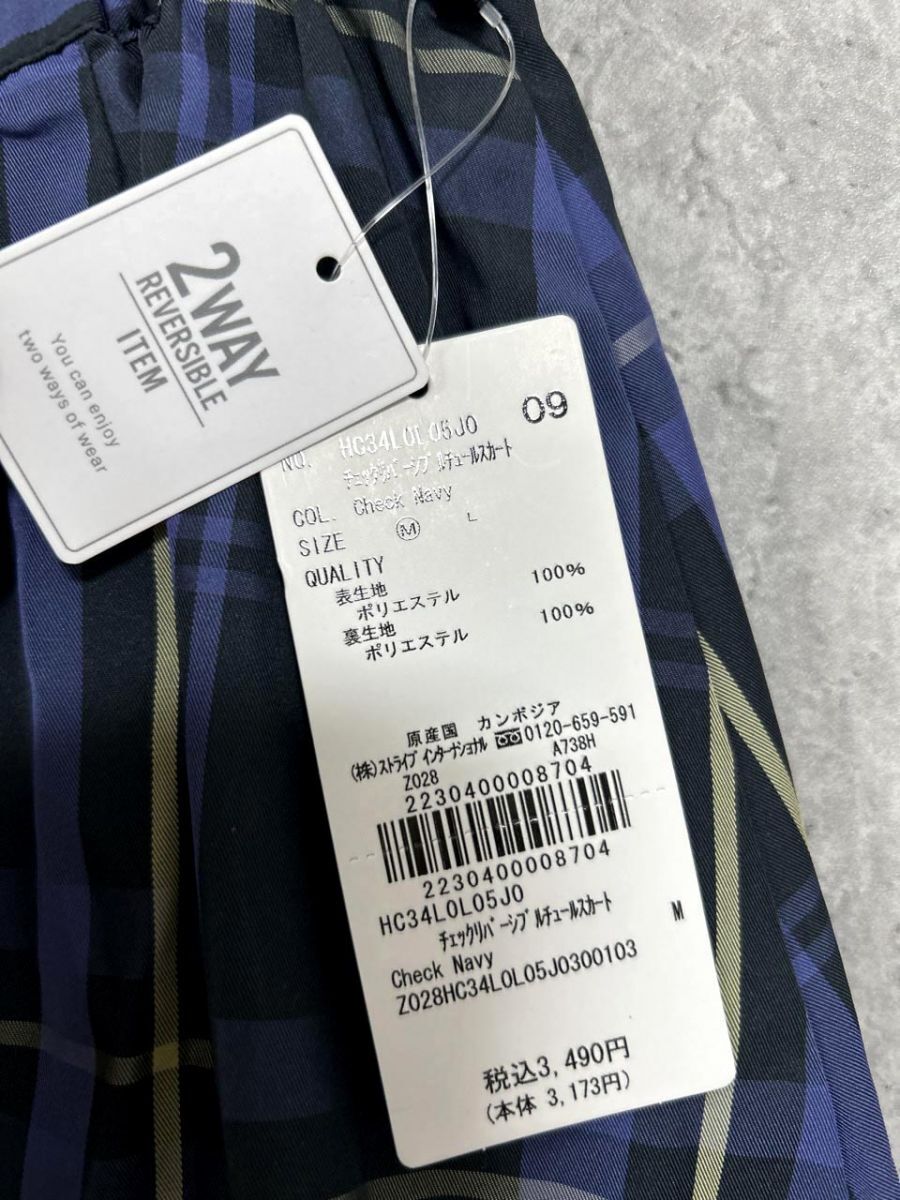 2WAY
REVERSIBLE
ITEM
You can enjoy
two ways of wear
09
NO. HC34L0L05J0
チェックリバーシブルチュールスカート
COL. Check Navy
SIZE M L
QUALITY
表生地
ポリエステル 100%
裏生地
ポリエステル 100%
原産国 カンボジア
(株)ストライプインターナショナル 0120-659-591
Z028 A738H
2230400008704
2230400008704
HC34L0L05J0
チェックリバーシブルチュールスカート M
Check Navy
Z028HC34L0L05J0300103
税込3,490円
(本体 3,173円)